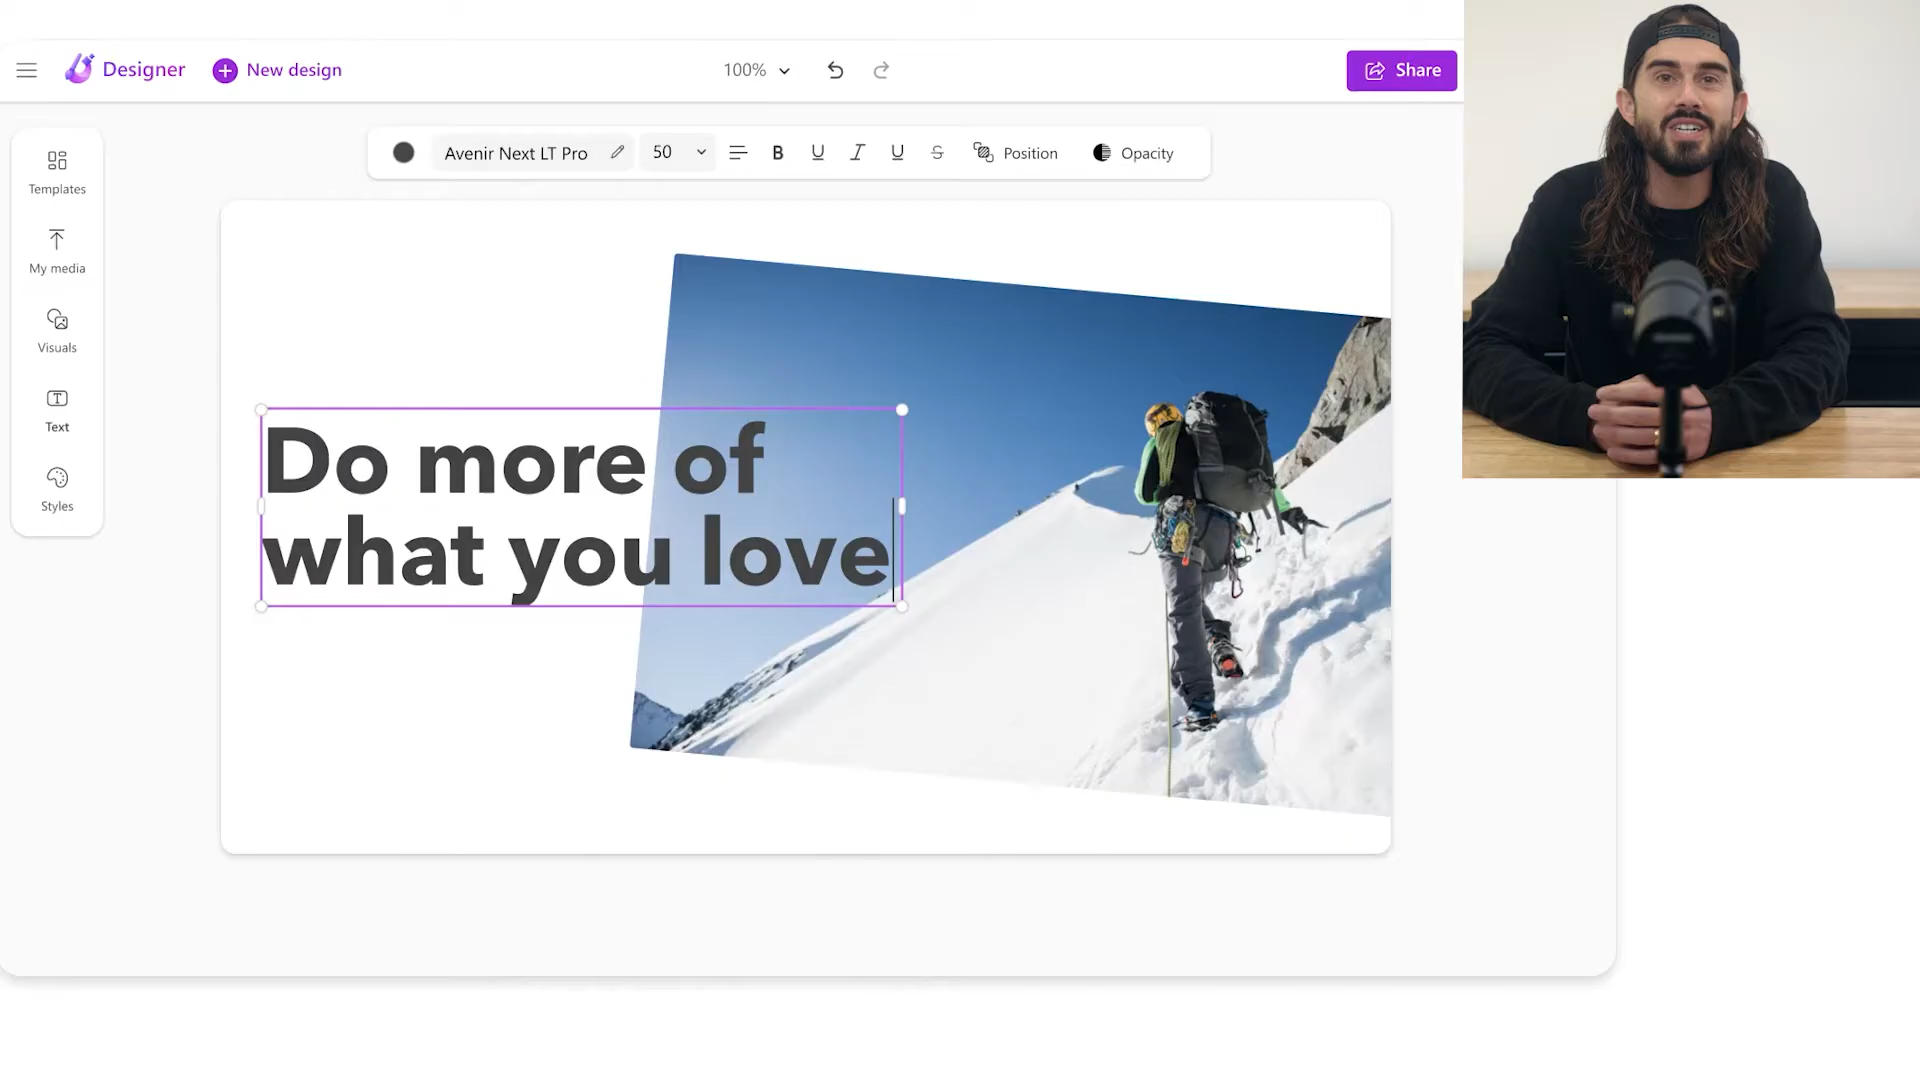 Designer
New design
100%
Share
Avenir Next LT Pro
50
B
U
I
U
S
Position
Opacity
Templates
My media
Visuals
T
Text
Styles
Do more of
what you love